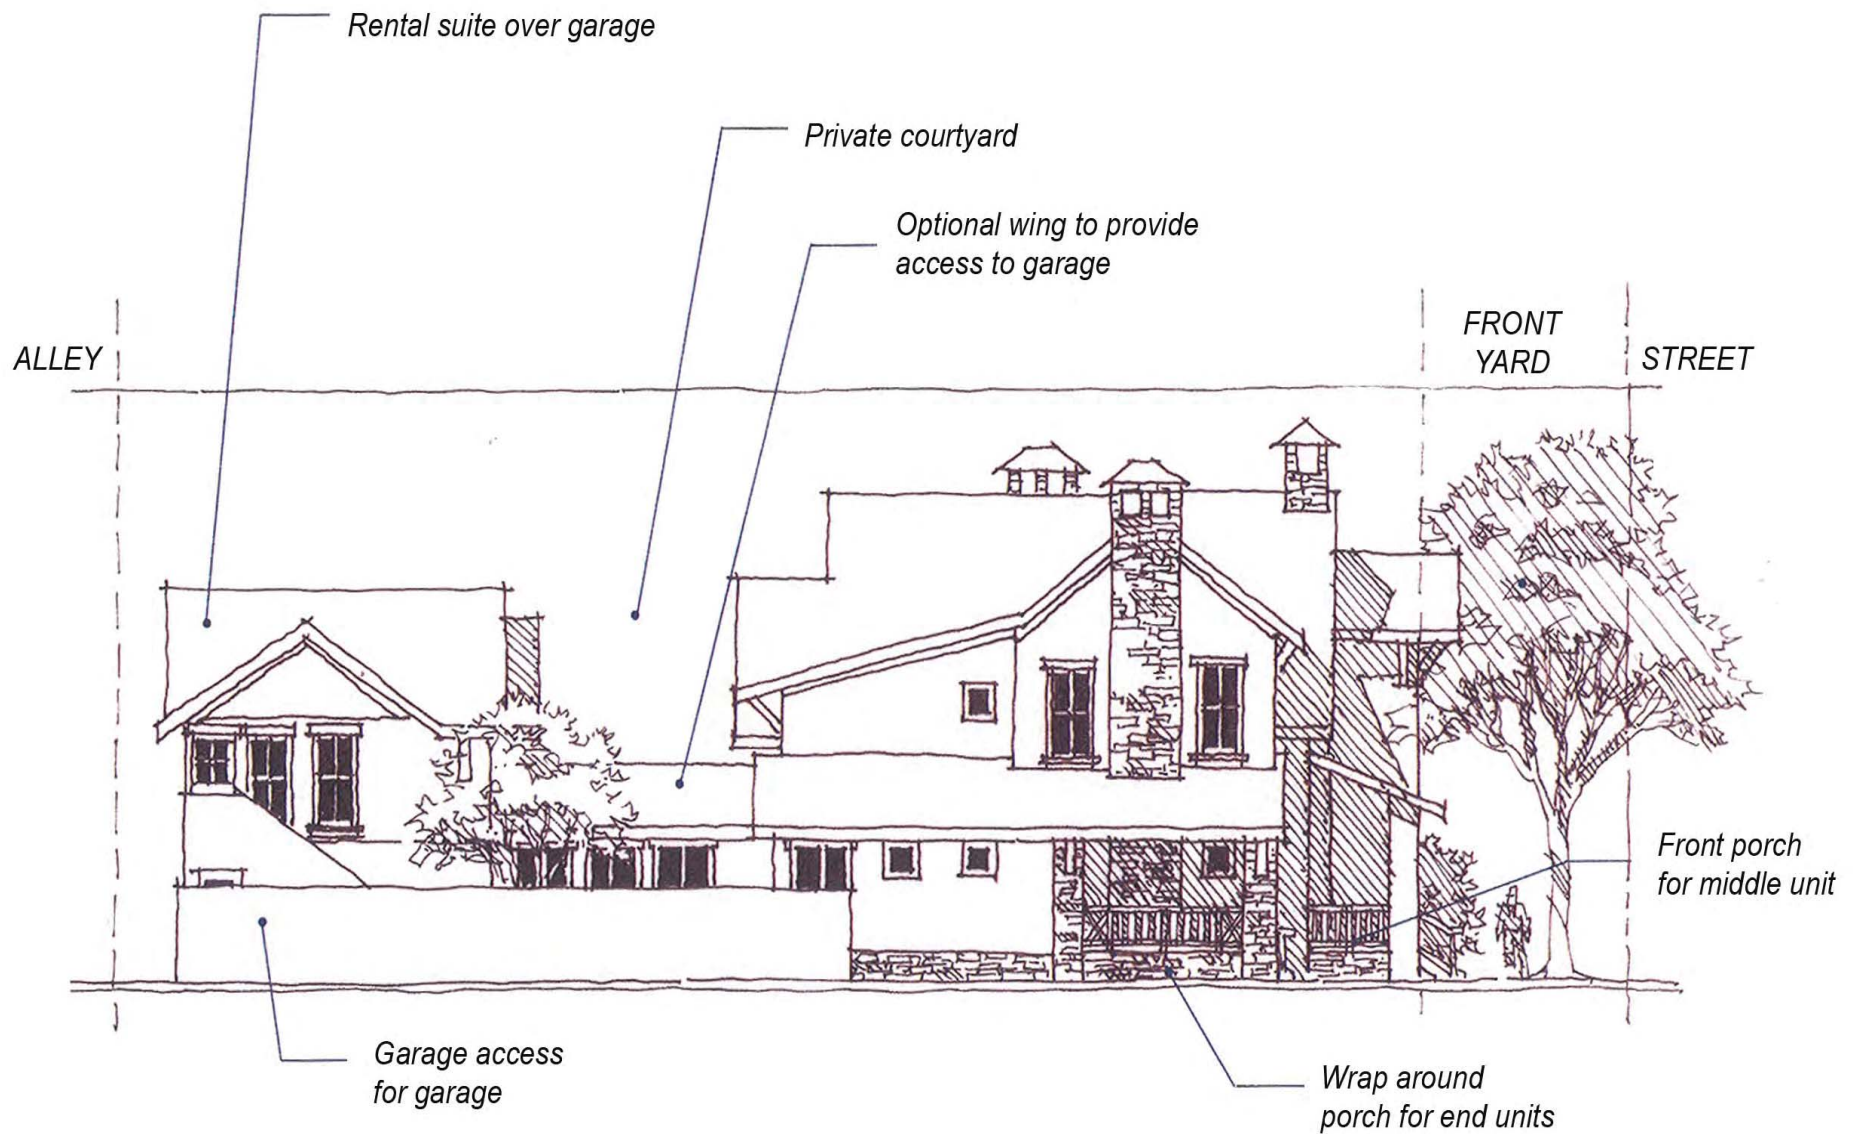 Rental suite over garage
Private courtyard
Optional wing to provide
access to garage
ALLEY
FRONT
YARD
STREET
Front porch
for middle unit
Garage access
for garage
Wrap around
porch for end units